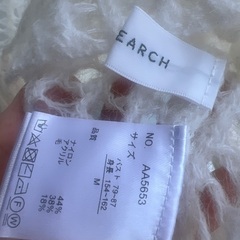 EARCH
NO. AA5653
サイズ
バスト 79~87
身長 154~162
M
品質
ナイロン 44%
アクリル 38%
毛 18%